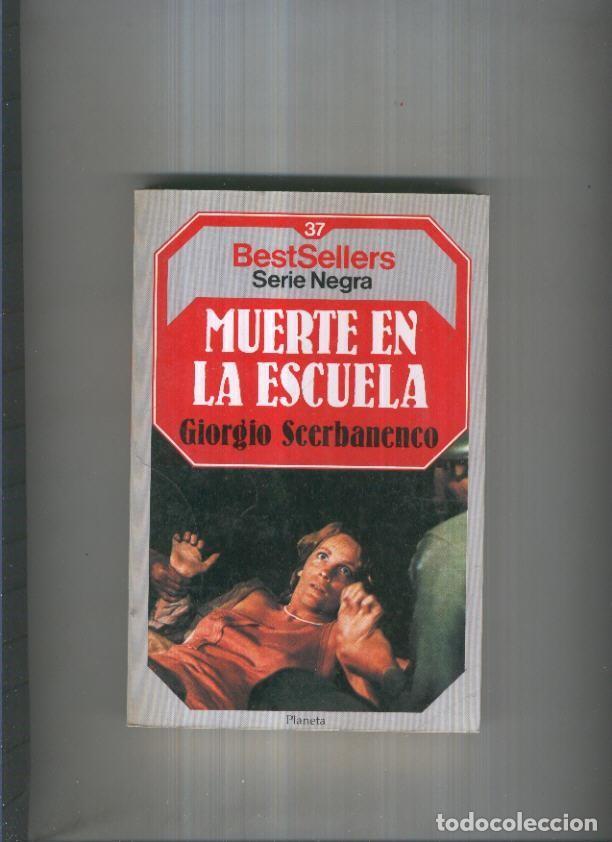 37
BestSellers
Serie Negra
MUERTE EN
LA ESCUELA
Giorgio Scerbanenco
Planeta
todocoleccion